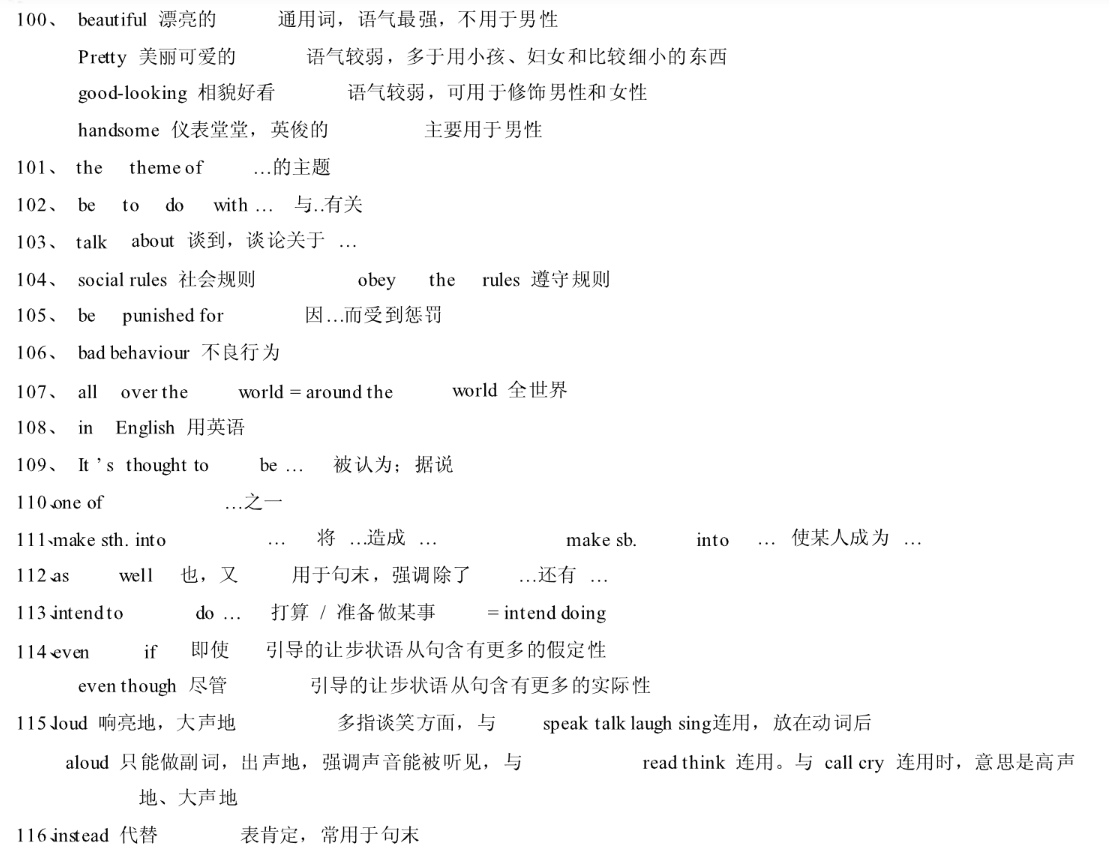 100、 beautiful 漂亮的 通用词，语气最强，不用于男性
Pretty 美丽可爱的 语气较弱，多于用小孩、妇女和比较细小的东西
good-looking 相貌好看 语气较弱，可用于修饰男性和女性
handsome 仪表堂堂，英俊的 主要用于男性
101、 the theme of …的主题
102、 be to do with … 与..有关
103、 talk about 谈到，谈论关于 …
104、 social rules 社会规则 obey the rules 遵守规则
105、 be punished for 因…而受到惩罚
106、 bad behaviour 不良行为
107、 all over the world = around the world 全世界
108、 in English 用英语
109、 It ’ s thought to be … 被认为；据说
110、one of …之一
111、make sth. into … 将 …造成 … make sb. into … 使某人成为 …
112、as well 也，又 用于句末，强调除了 …还有 …
113、intend to do … 打算 / 准备做某事 = intend doing
114、even if 即使 引导的让步状语从句含有更多的假定性
even though 尽管 引导的让步状语从句含有更多的实际性
115、loud 响亮地，大声地 多指谈笑方面，与 speak talk laugh sing连用，放在动词后
aloud 只能做副词，出声地，强调声音能被听见，与 read think 连用。与 call cry 连用时，意思是高声
地、大声地
116、instead 代替 表肯定，常用于句末